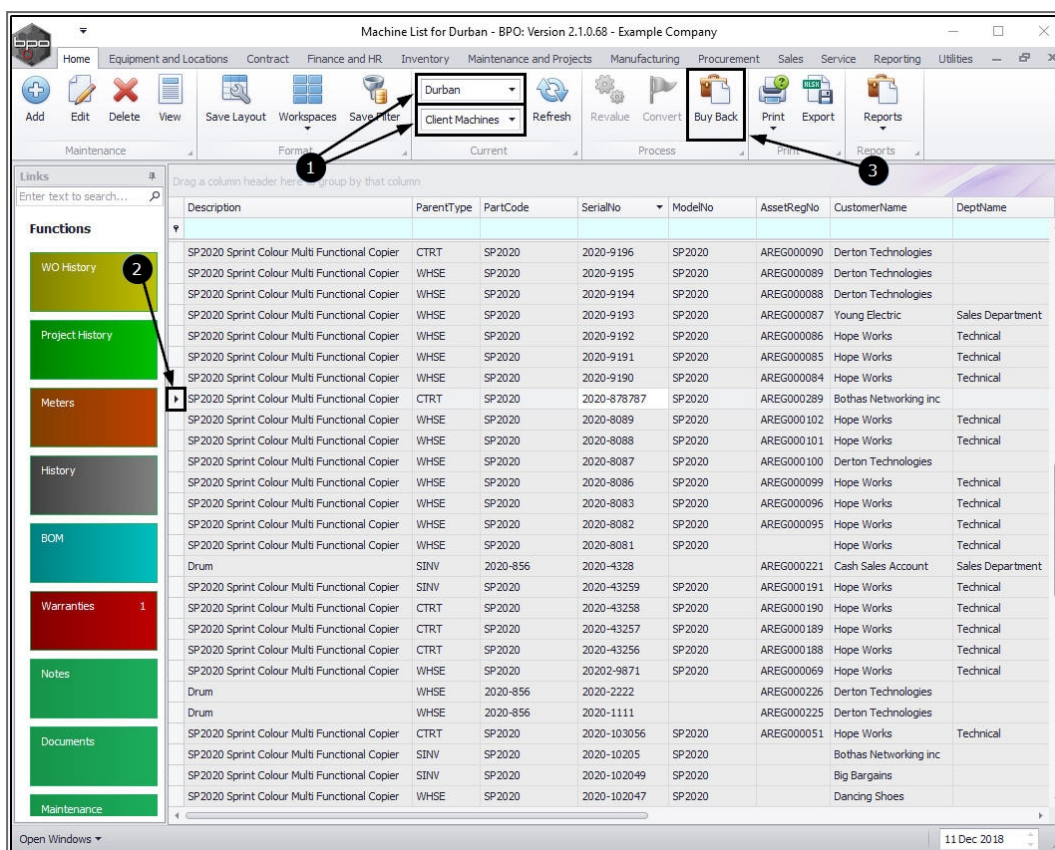 bpo
Machine List for Durban - BPO: Version 2.1.0.68 - Example Company
Home Equipment and Locations Contract Finance and HR Inventory Maintenance and Projects Manufacturing Procurement Sales Service Reporting Utilities
Durban
Client Machines
Add Edit Delete View Save Layout Workspaces Save Filter Refresh Revalue Convert Buy Back Print Export Reports
Maintenance Format Current Process Print Reports
1
3
Links
Enter text to search...
Drag a column header here to group by that column
Description ParentType PartCode SerialNo ModelNo AssetRegNo CustomerName DeptName
Functions
WO History
2
Project History
Meters
History
BOM
Warranties 1
Notes
Documents
Maintenance
SP2020 Sprint Colour Multi Functional Copier CTRT SP2020 2020-9196 SP2020 AREG000090 Derton Technologies
SP2020 Sprint Colour Multi Functional Copier WHSE SP2020 2020-9195 SP2020 AREG000089 Derton Technologies
SP2020 Sprint Colour Multi Functional Copier WHSE SP2020 2020-9194 SP2020 AREG000088 Derton Technologies
SP2020 Sprint Colour Multi Functional Copier WHSE SP2020 2020-9193 SP2020 AREG000087 Young Electric Sales Department
SP2020 Sprint Colour Multi Functional Copier WHSE SP2020 2020-9192 SP2020 AREG000086 Hope Works Technical
SP2020 Sprint Colour Multi Functional Copier WHSE SP2020 2020-9191 SP2020 AREG000085 Hope Works Technical
SP2020 Sprint Colour Multi Functional Copier WHSE SP2020 2020-9190 SP2020 AREG000084 Hope Works Technical
SP2020 Sprint Colour Multi Functional Copier CTRT SP2020 2020-878787 SP2020 AREG000289 Bothas Networking inc
SP2020 Sprint Colour Multi Functional Copier WHSE SP2020 2020-8089 SP2020 AREG000102 Hope Works Technical
SP2020 Sprint Colour Multi Functional Copier WHSE SP2020 2020-8088 SP2020 AREG000101 Hope Works Technical
SP2020 Sprint Colour Multi Functional Copier WHSE SP2020 2020-8087 SP2020 AREG000100 Derton Technologies
SP2020 Sprint Colour Multi Functional Copier WHSE SP2020 2020-8086 SP2020 AREG000099 Hope Works Technical
SP2020 Sprint Colour Multi Functional Copier WHSE SP2020 2020-8083 SP2020 AREG000096 Hope Works Technical
SP2020 Sprint Colour Multi Functional Copier WHSE SP2020 2020-8082 SP2020 AREG000095 Hope Works Technical
SP2020 Sprint Colour Multi Functional Copier WHSE SP2020 2020-8081 SP2020 Hope Works Technical
Drum SINV 2020-856 2020-4328 AREG000221 Cash Sales Account Sales Department
SP2020 Sprint Colour Multi Functional Copier SINV SP2020 2020-43259 SP2020 AREG000191 Hope Works Technical
SP2020 Sprint Colour Multi Functional Copier CTRT SP2020 2020-43258 SP2020 AREG000190 Hope Works Technical
SP2020 Sprint Colour Multi Functional Copier WHSE SP2020 2020-43257 SP2020 AREG000189 Hope Works Technical
SP2020 Sprint Colour Multi Functional Copier CTRT SP2020 2020-43256 SP2020 AREG000188 Hope Works Technical
SP2020 Sprint Colour Multi Functional Copier WHSE SP2020 20202-9871 SP2020 AREG000069 Hope Works Technical
Drum WHSE 2020-856 2020-2222 AREG000226 Derton Technologies
Drum WHSE 2020-856 2020-1111 AREG000225 Derton Technologies
SP2020 Sprint Colour Multi Functional Copier CTRT SP2020 2020-103056 SP2020 AREG000051 Hope Works Technical
SP2020 Sprint Colour Multi Functional Copier SINV SP2020 2020-10205 SP2020 Bothas Networking inc
SP2020 Sprint Colour Multi Functional Copier SINV SP2020 2020-102049 SP2020 Big Bargains
SP2020 Sprint Colour Multi Functional Copier WHSE SP2020 2020-102047 SP2020 Dancing Shoes
Open Windows
11 Dec 2018